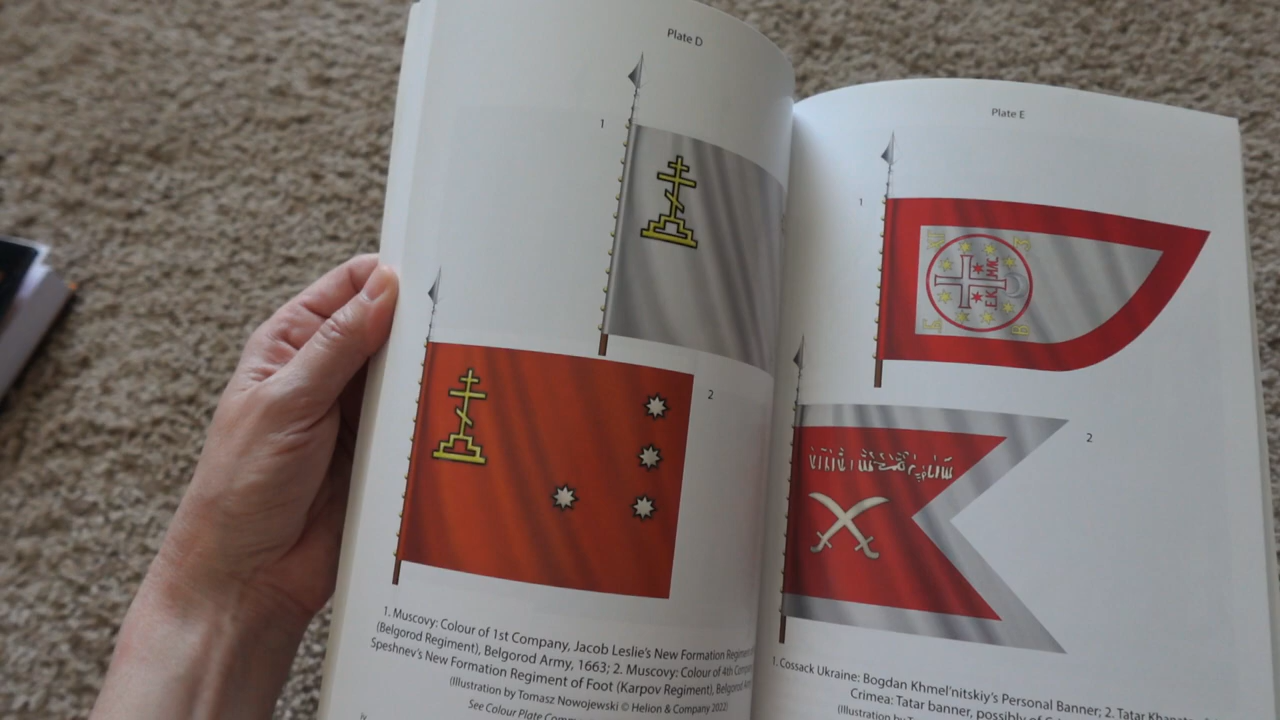 Plate D
1
2
1. Muscovy: Colour of 1st Company, Jacob Leslie's New Formation Regiment
(Belgorod Regiment), Belgorod Army, 1663; 2. Muscovy: Colour of 4th Company
Speshnev's New Formation Regiment of Foot (Karpov Regiment), Belgorod
(Illustration by Tomasz Nowojewski © Helion & Company 2022)
See Colour Plate
iv
Plate E
1
2
1. Cossack Ukraine: Bogdan Khmel'nitskiy's Personal Banner; 2. Tatar
Crimea: Tatar banner, possibly of
(Illustration by